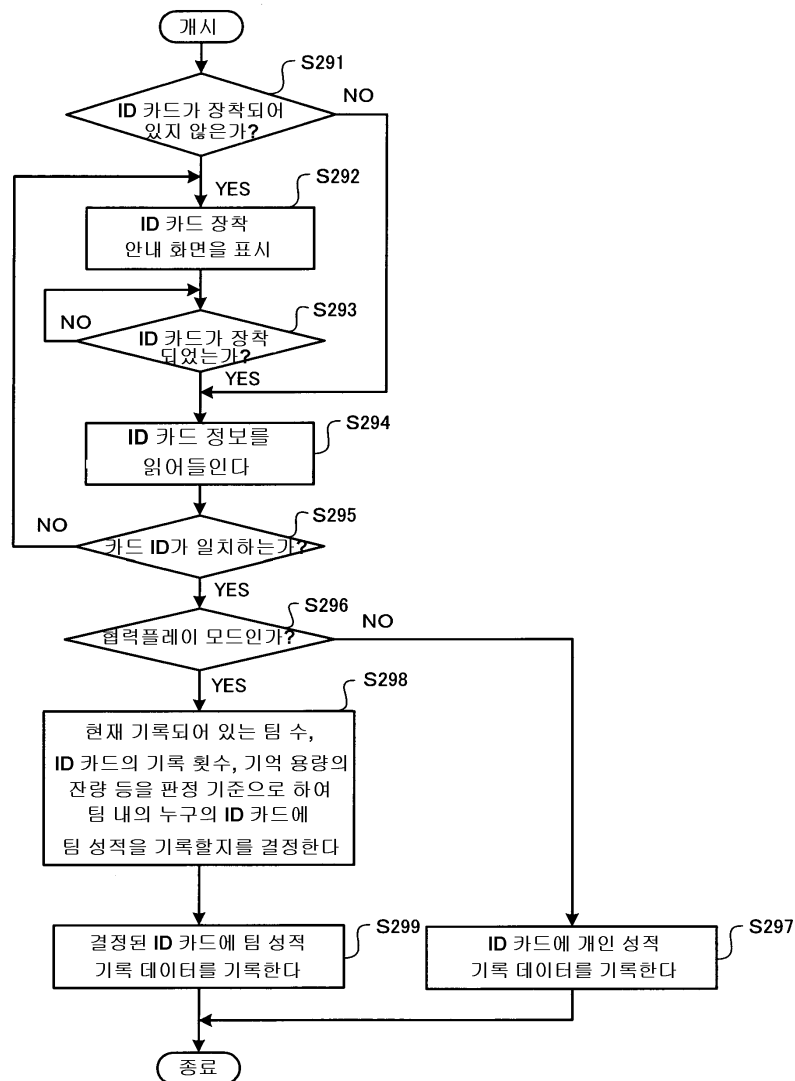 개시
S291
ID 카드가 장착되어
있지 않은가?
NO
YES
S292
ID 카드 장착
안내 화면을 표시
S293
NO
ID 카드가 장착
되었는가?
YES
S294
ID 카드 정보를
읽어들인다
S295
NO
카드 ID가 일치하는가?
YES
S296
협력플레이 모드인가?
NO
YES
S298
현재 기록되어 있는 팀 수,
ID 카드의 기록 횟수, 기억 용량의
잔량 등을 판정 기준으로 하여
팀 내의 누구의 ID 카드에
팀 성적을 기록할지를 결정한다
S299
결정된 ID 카드에 팀 성적
기록 데이터를 기록한다
S297
ID 카드에 개인 성적
기록 데이터를 기록한다
종료